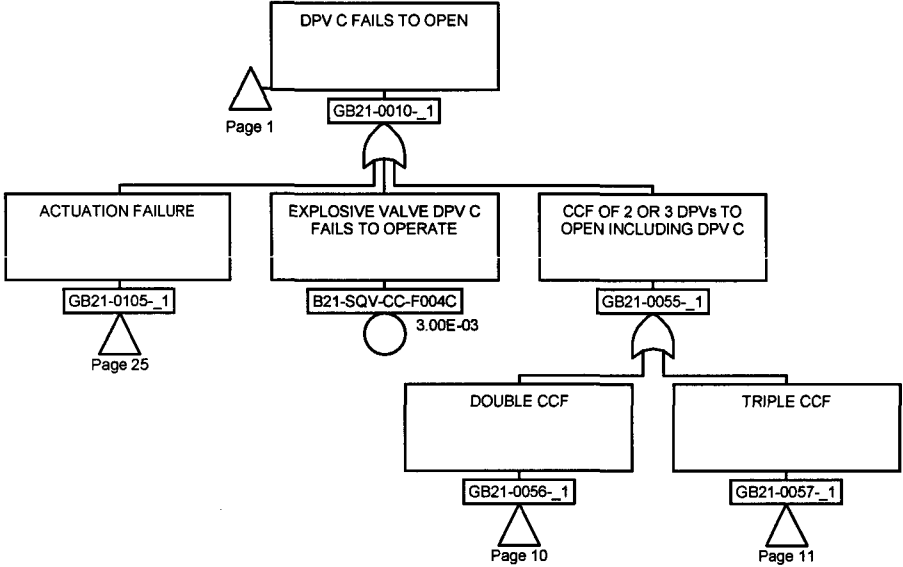 DPV C FAILS TO OPEN
Page 1
GB21-0010-_1
ACTUATION FAILURE
EXPLOSIVE VALVE DPV C
FAILS TO OPERATE
CCF OF 2 OR 3 DPVs TO
OPEN INCLUDING DPV C
GB21-0105-_1
B21-SQV-CC-F004C
GB21-0055-_1
3.00E-03
Page 25
DOUBLE CCF
TRIPLE CCF
GB21-0056-_1
GB21-0057-_1
Page 10
Page 11